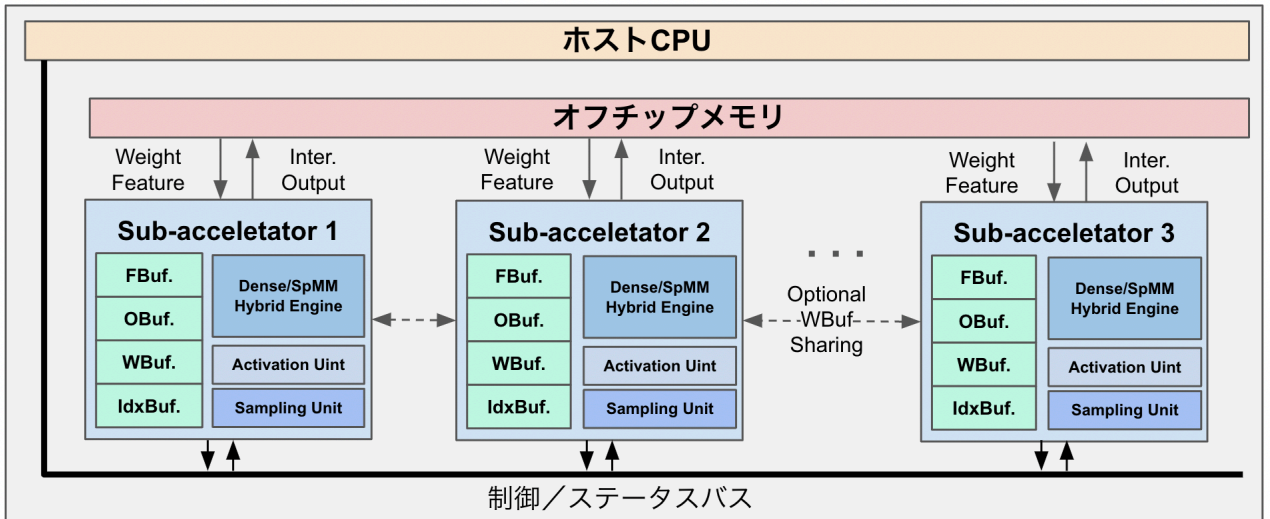 ホストCPU
オフチップメモリ
Weight
Feature
Inter.
Output
Weight
Feature
Inter.
Output
Weight
Feature
Inter.
Output
Sub-acceletator 1
FBuf.
OBuf.
WBuf.
IdxBuf.
Dense/SpMM
Hybrid Engine
Activation Uint
Sampling Unit
Sub-acceletator 2
FBuf.
OBuf.
WBuf.
IdxBuf.
Dense/SpMM
Hybrid Engine
Activation Uint
Sampling Unit
. . .
Optional
WBuf
Sharing
Sub-acceletator 3
FBuf.
OBuf.
WBuf.
IdxBuf.
Dense/SpMM
Hybrid Engine
Activation Uint
Sampling Unit
制御／ステータスバス